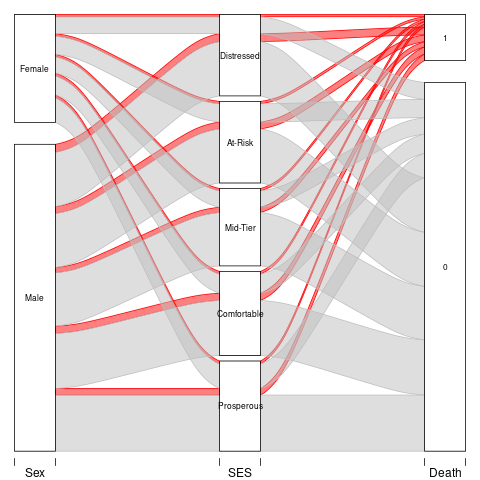 Female
Male
Distressed
At-Risk
Mid-Tier
Comfortable
Prosperous
1
0
Sex
SES
Death